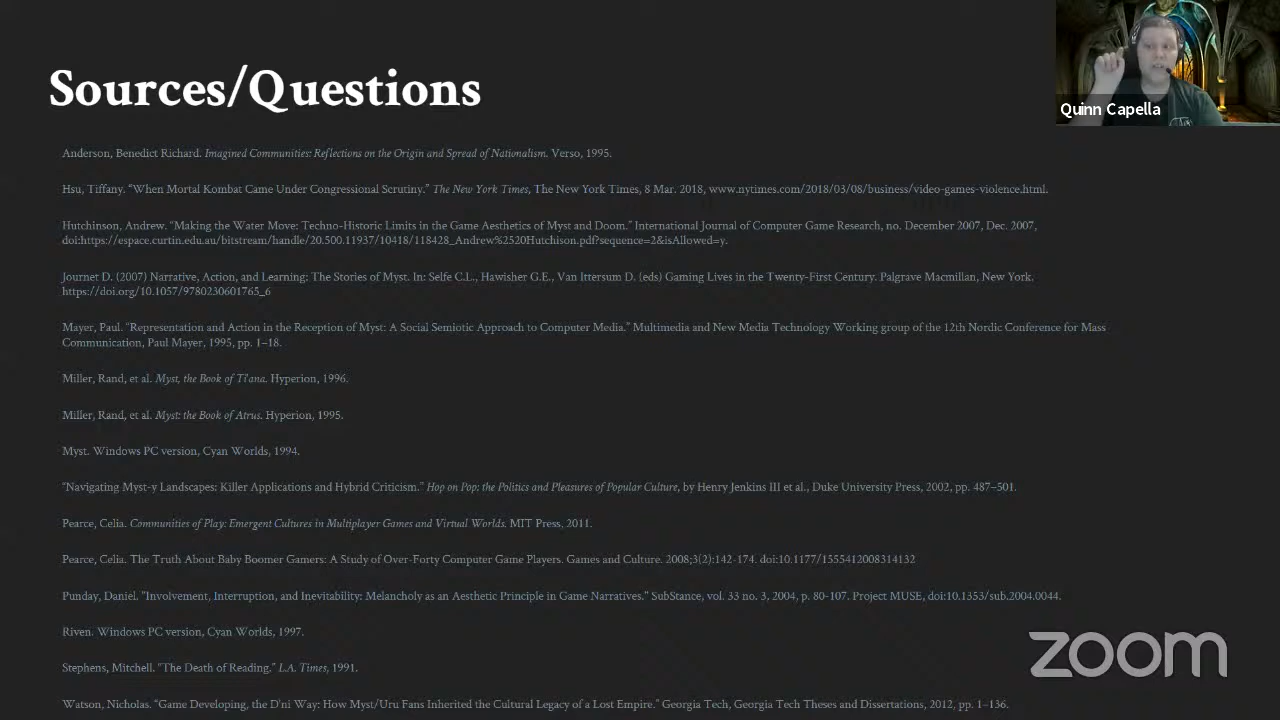 Sources/Questions
Quinn Capella
Anderson, Benedict Richard. Imagined Communities: Reflections on the Origin and Spread of Nationalism. Verso, 1995.
Hsu, Tiffany. “When Mortal Kombat Came Under Congressional Scrutiny.” The New York Times, The New York Times, 8 Mar. 2018, www.nytimes.com/2018/03/08/business/video-games-violence.html.
Hutchinson, Andrew. “Making the Water Move: Techno-Historic Limits in the Game Aesthetics of Myst and Doom.” International Journal of Computer Game Research, no. December 2007, Dec. 2007,
doi:https://espace.curtin.edu.au/bitstream/handle/20.500.11937/10418/118428_Andrew%2520Hutchison.pdf?sequence=2&isAllowed=y.
Journet D. (2007) Narrative, Action, and Learning: The Stories of Myst. In: Selfe C.L., Hawisher G.E., Van Ittersum D. (eds) Gaming Lives in the Twenty-First Century. Palgrave Macmillan, New York.
https://doi.org/10.1057/9780230601765_6
Mayer, Paul. “Representation and Action in the Reception of Myst: A Social Semiotic Approach to Computer Media.” Multimedia and New Media Technology Working group of the 12th Nordic Conference for Mass
Communication, Paul Mayer, 1995, pp. 1–18.
Miller, Rand, et al. Myst, the Book of Ti'ana. Hyperion, 1996.
Miller, Rand, et al. Myst: the Book of Atrus. Hyperion, 1995.
Myst. Windows PC version, Cyan Worlds, 1994.
“Navigating Myst-y Landscapes: Killer Applications and Hybrid Criticism.” Hop on Pop: the Politics and Pleasures of Popular Culture, by Henry Jenkins III et al., Duke University Press, 2002, pp. 487–501.
Pearce, Celia. Communities of Play: Emergent Cultures in Multiplayer Games and Virtual Worlds. MIT Press, 2011.
Pearce, Celia. The Truth About Baby Boomer Gamers: A Study of Over-Forty Computer Game Players. Games and Culture. 2008;3(2):142-174. doi:10.1177/1555412008314132
Punday, Daniel. "Involvement, Interruption, and Inevitability: Melancholy as an Aesthetic Principle in Game Narratives." SubStance, vol. 33 no. 3, 2004, p. 80-107. Project MUSE, doi:10.1353/sub.2004.0044.
Riven. Windows PC version, Cyan Worlds, 1997.
Stephens, Mitchell. "The Death of Reading." L.A. Times, 1991.
Watson, Nicholas. “Game Developing, the D'ni Way: How Myst/Uru Fans Inherited the Cultural Legacy of a Lost Empire.” Georgia Tech, Georgia Tech Theses and Dissertations, 2012, pp. 1–136.
zoom